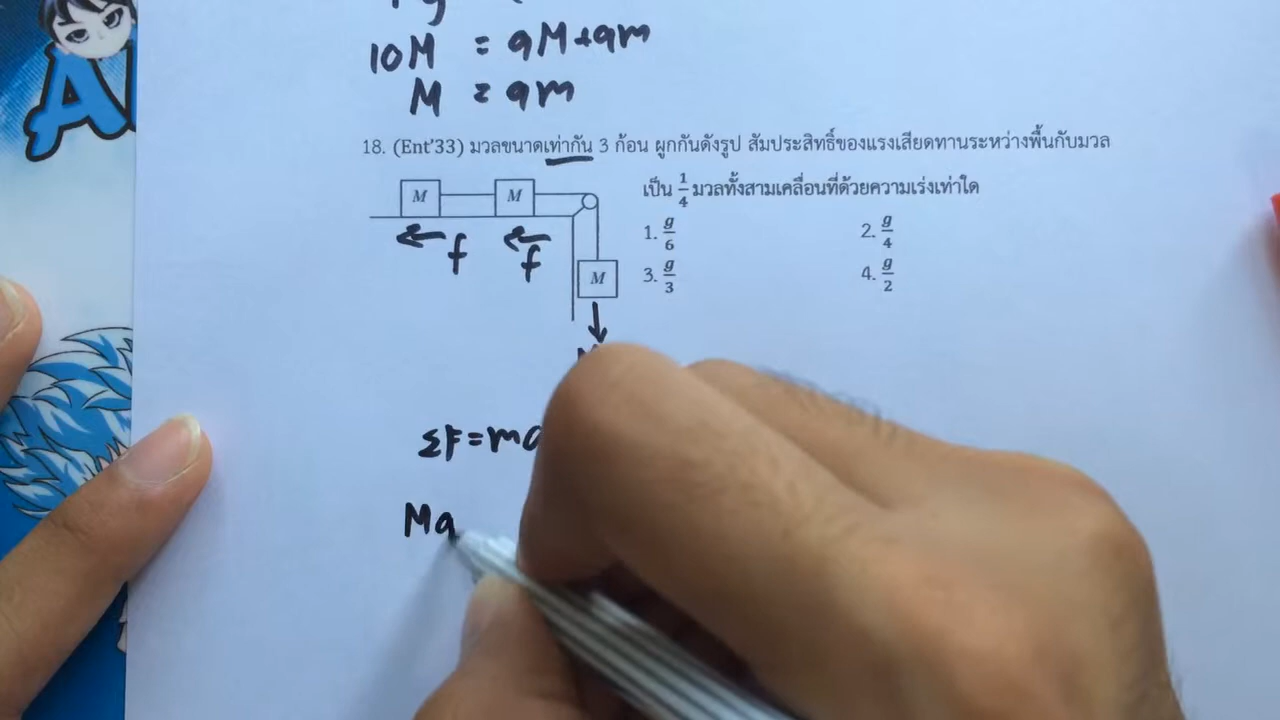 10M = 9M+9m
M = 9m
18. (Ent'33) มวลขนาดเท่ากัน 3 ก้อน ผูกกันดังรูป สัมประสิทธิ์ของแรงเสียดทานระหว่างพื้นกับมวล
เป็น 1/4 มวลทั้งสามเคลื่อนที่ด้วยความเร่งเท่าใด
M M
1. g/6 2. g/4
f f
M
3. g/3 4. g/2
ΣF=ma
Mg